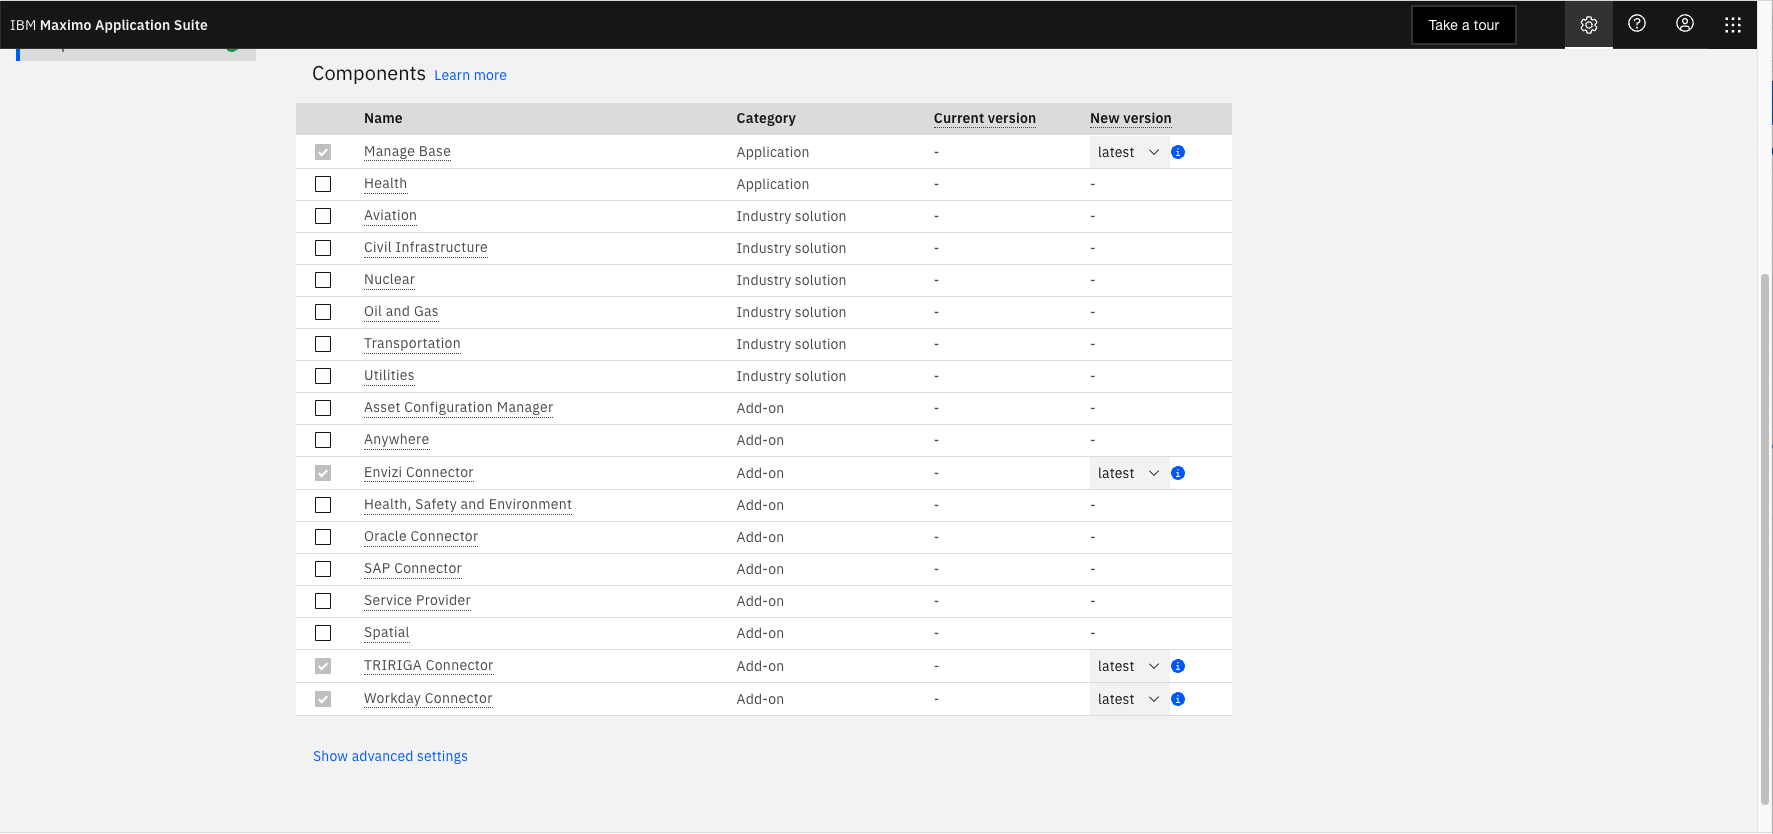 IBM Maximo Application Suite
Take a tour
Components Learn more
Name Category Current version New version
Manage Base Application - latest
Health Application - -
Aviation Industry solution - -
Civil Infrastructure Industry solution - -
Nuclear Industry solution - -
Oil and Gas Industry solution - -
Transportation Industry solution - -
Utilities Industry solution - -
Asset Configuration Manager Add-on - -
Anywhere Add-on - -
Envizi Connector Add-on - latest
Health, Safety and Environment Add-on - -
Oracle Connector Add-on - -
SAP Connector Add-on - -
Service Provider Add-on - -
Spatial Add-on - -
TRIRIGA Connector Add-on - latest
Workday Connector Add-on - latest
Show advanced settings